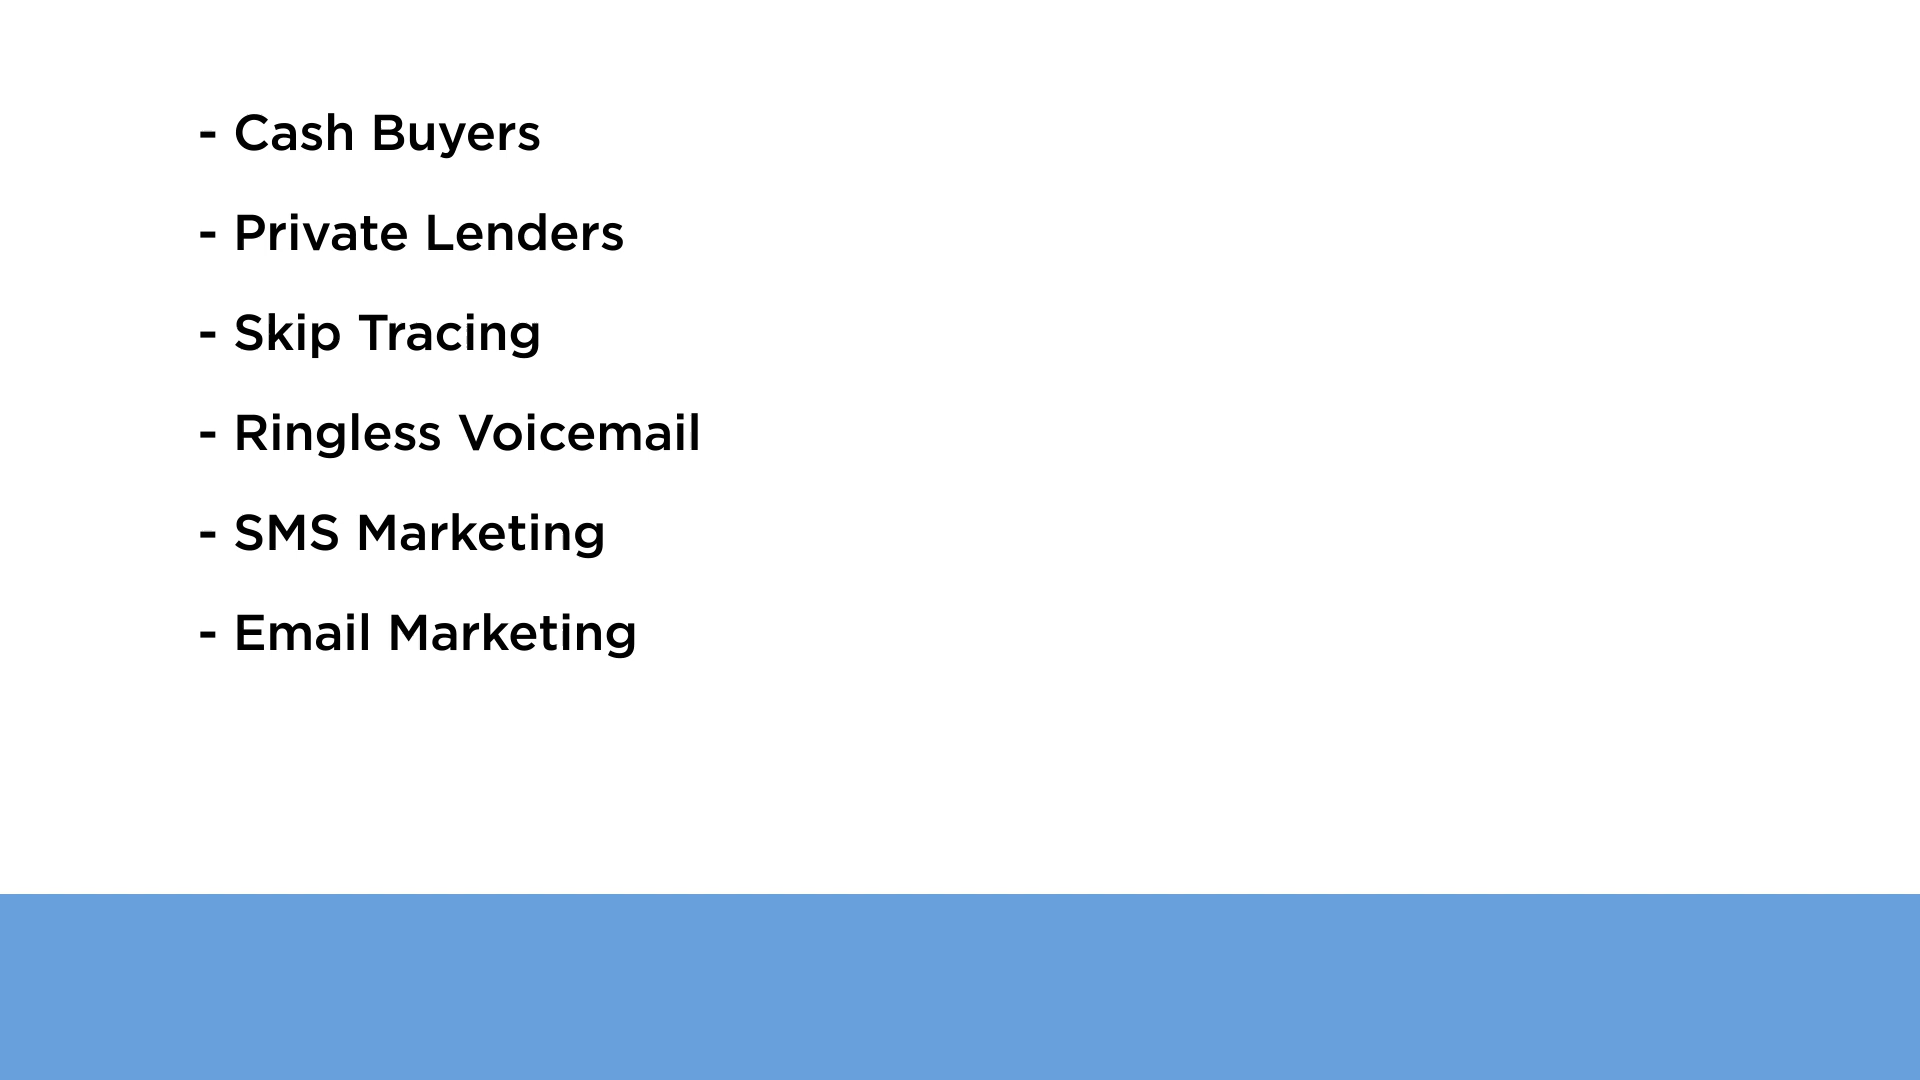 - Cash Buyers
- Private Lenders
- Skip Tracing
- Ringless Voicemail
- SMS Marketing
- Email Marketing